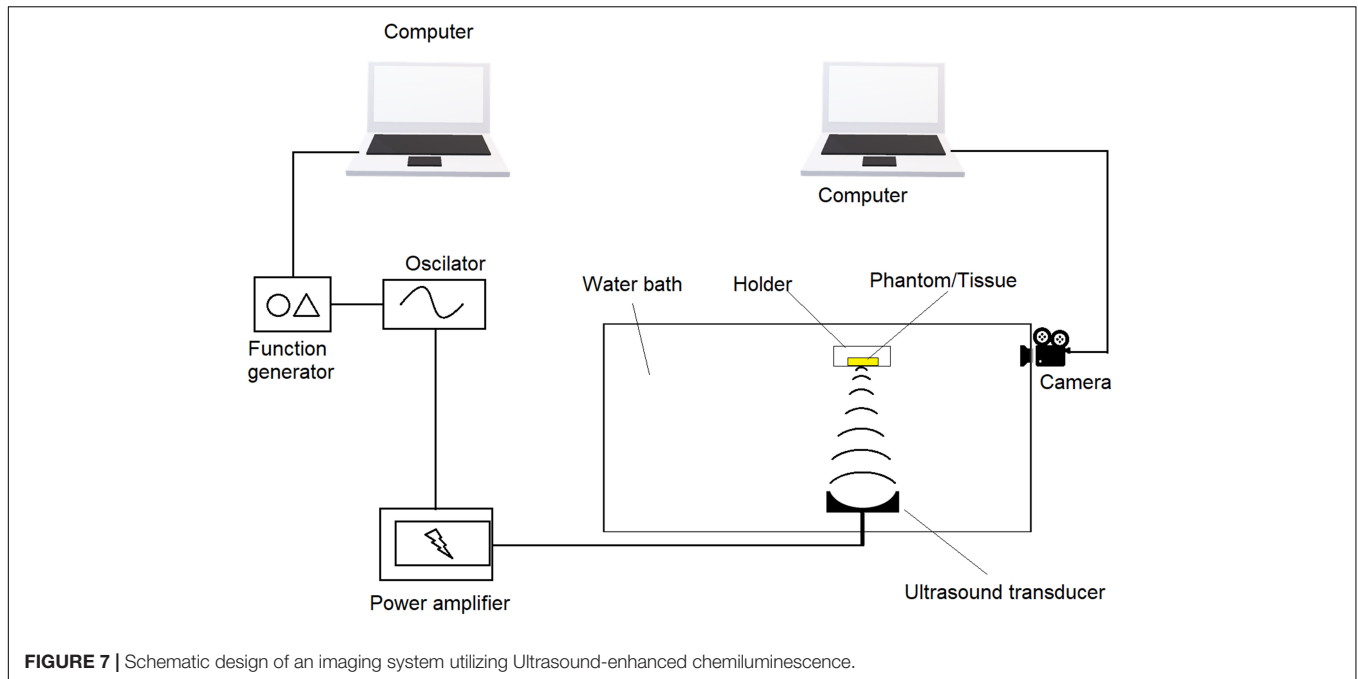 Computer
Computer
Oscilator
Water bath
Holder
Phantom/Tissue
Function
generator
Camera
Power amplifier
Ultrasound transducer
FIGURE 7 | Schematic design of an imaging system utilizing Ultrasound-enhanced chemiluminescence.